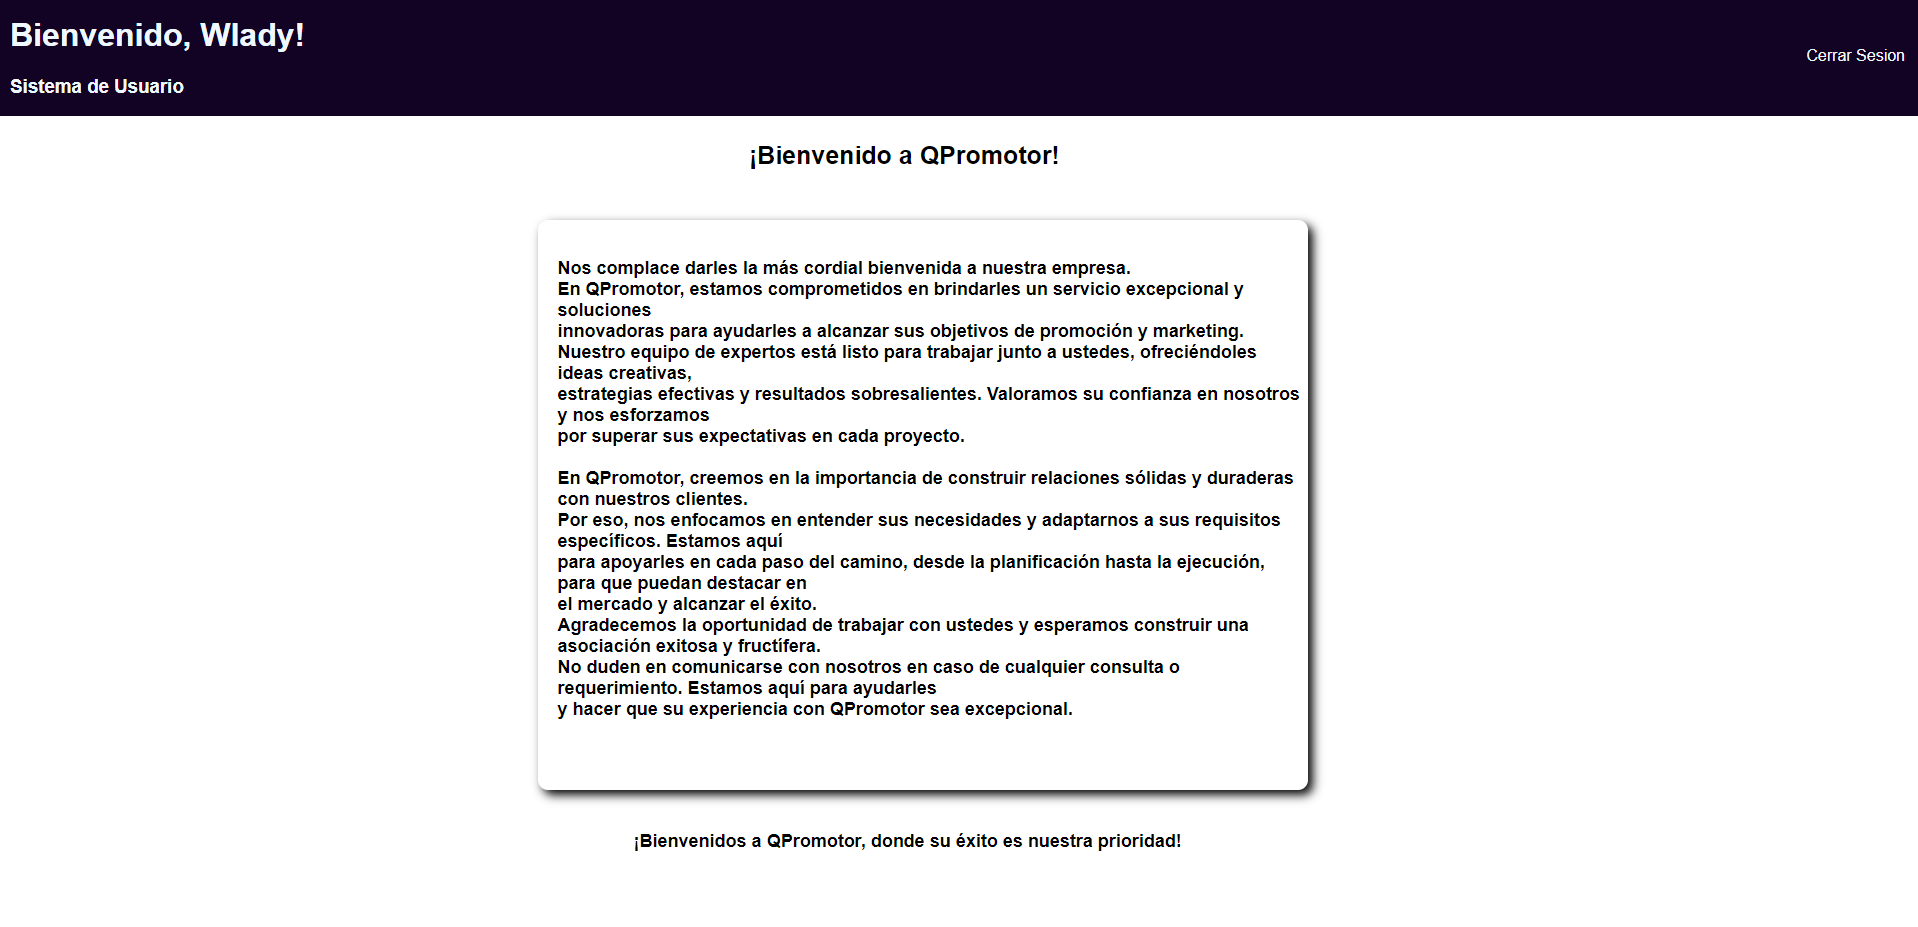 Bienvenido, Wlady!
Sistema de Usuario
Cerrar Sesion
¡Bienvenido a QPromotor!
Nos complace darles la más cordial bienvenida a nuestra empresa.
En QPromotor, estamos comprometidos en brindarles un servicio excepcional y
soluciones
innovadoras para ayudarles a alcanzar sus objetivos de promoción y marketing.
Nuestro equipo de expertos está listo para trabajar junto a ustedes, ofreciéndoles
ideas creativas,
estrategias efectivas y resultados sobresalientes. Valoramos su confianza en nosotros
y nos esforzamos
por superar sus expectativas en cada proyecto.
En QPromotor, creemos en la importancia de construir relaciones sólidas y duraderas
con nuestros clientes.
Por eso, nos enfocamos en entender sus necesidades y adaptarnos a sus requisitos
específicos. Estamos aquí
para apoyarles en cada paso del camino, desde la planificación hasta la ejecución,
para que puedan destacar en
el mercado y alcanzar el éxito.
Agradecemos la oportunidad de trabajar con ustedes y esperamos construir una
asociación exitosa y fructífera.
No duden en comunicarse con nosotros en caso de cualquier consulta o
requerimiento. Estamos aquí para ayudarles
y hacer que su experiencia con QPromotor sea excepcional.
¡Bienvenidos a QPromotor, donde su éxito es nuestra prioridad!